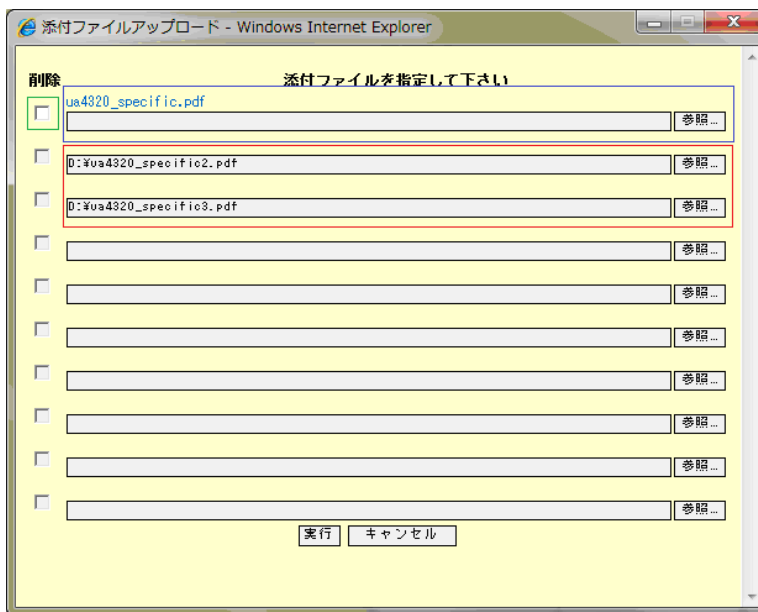 添付ファイルアップロード - Windows Internet Explorer
削除 添付ファイルを指定して下さい
ua4320_specific.pdf
参照...
D:¥ua4320_specific2.pdf 参照...
D:¥ua4320_specific3.pdf 参照...
参照...
参照...
参照...
参照...
参照...
参照...
参照...
実行 キャンセル